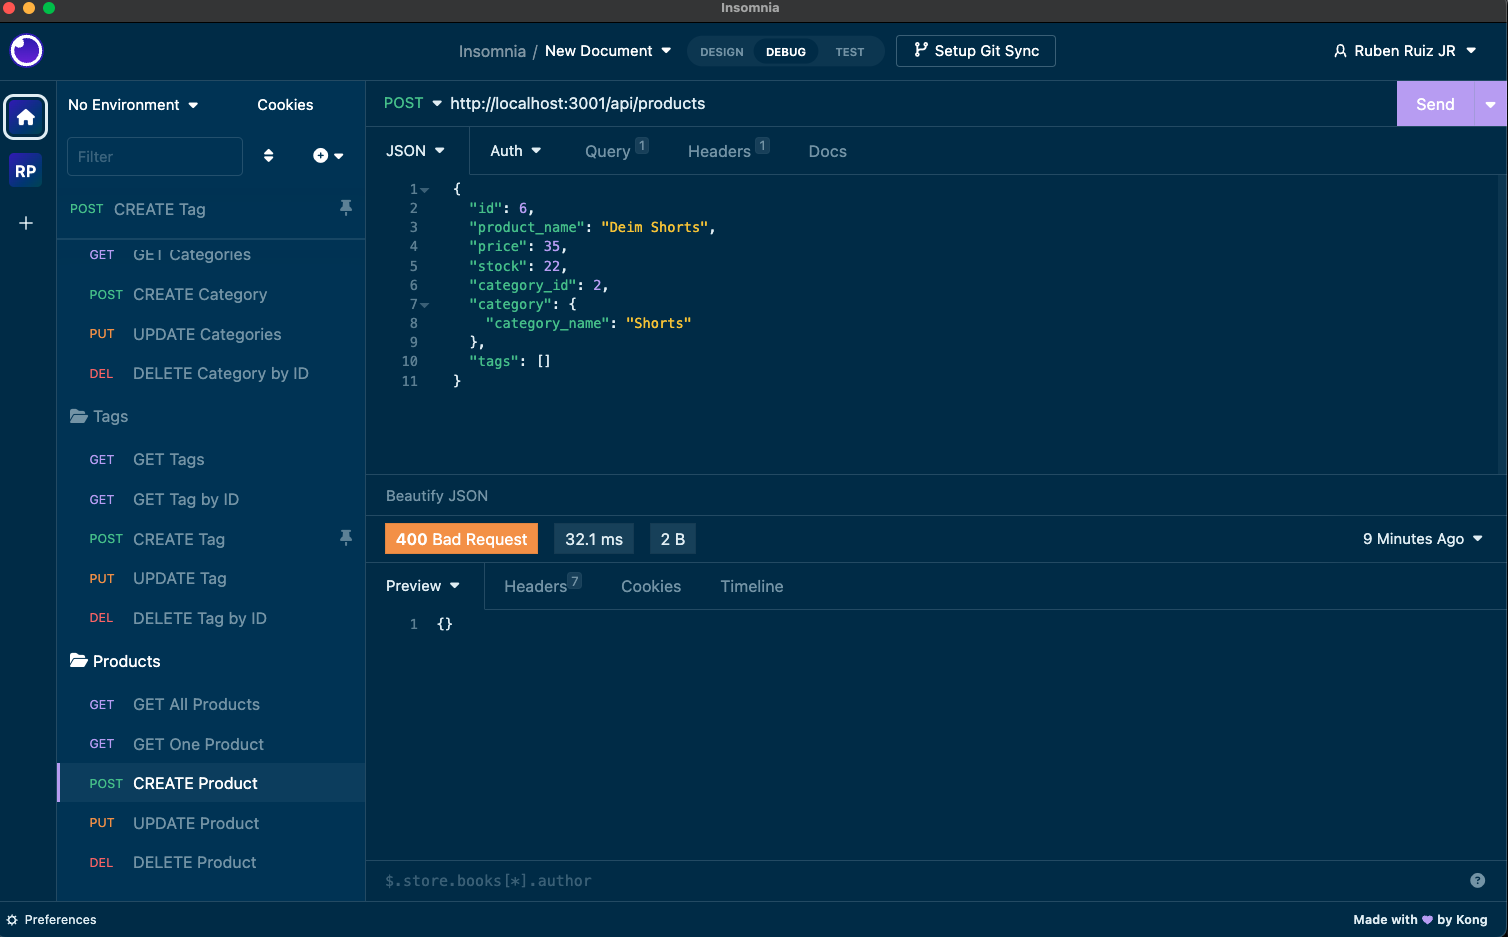 Insomnia
Insomnia / New Document
DESIGN DEBUG TEST
Setup Git Sync
Ruben Ruiz JR
RP
No Environment
Cookies
Filter
POST CREATE Tag
GET GET Categories
POST CREATE Category
PUT UPDATE Categories
DEL DELETE Category by ID
Tags
GET GET Tags
GET GET Tag by ID
POST CREATE Tag
PUT UPDATE Tag
DEL DELETE Tag by ID
Products
GET GET All Products
GET GET One Product
POST CREATE Product
PUT UPDATE Product
DEL DELETE Product
POST http://localhost:3001/api/products
Send
JSON Auth Query 1 Headers 1 Docs
1 {
2 "id": 6,
3 "product_name": "Deim Shorts",
4 "price": 35,
5 "stock": 22,
6 "category_id": 2,
7 "category": {
8 "category_name": "Shorts"
9 },
10 "tags": []
11 }
Beautify JSON
400 Bad Request 32.1 ms 2 B 9 Minutes Ago
Preview Headers 7 Cookies Timeline
1 {}
$.store.books[*].author
?
Preferences
Made with ♥ by Kong